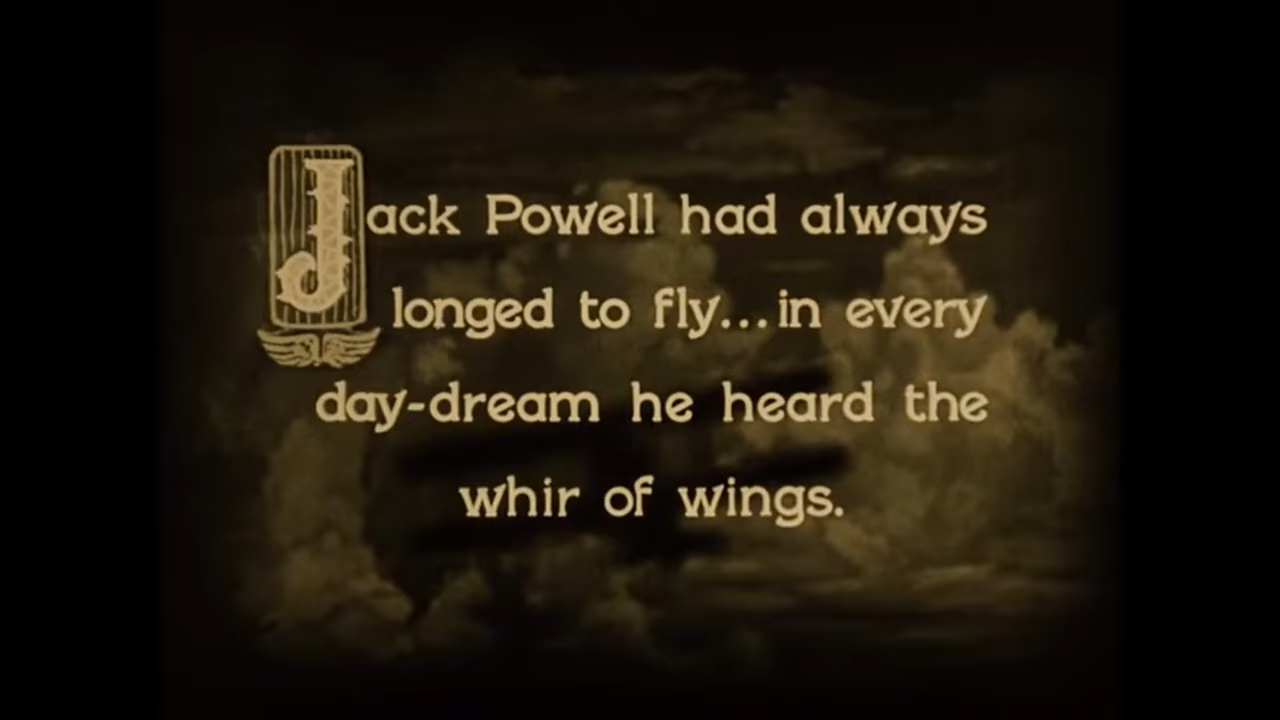 Jack Powell had always
longed to fly...in every
day-dream he heard the
whir of wings.